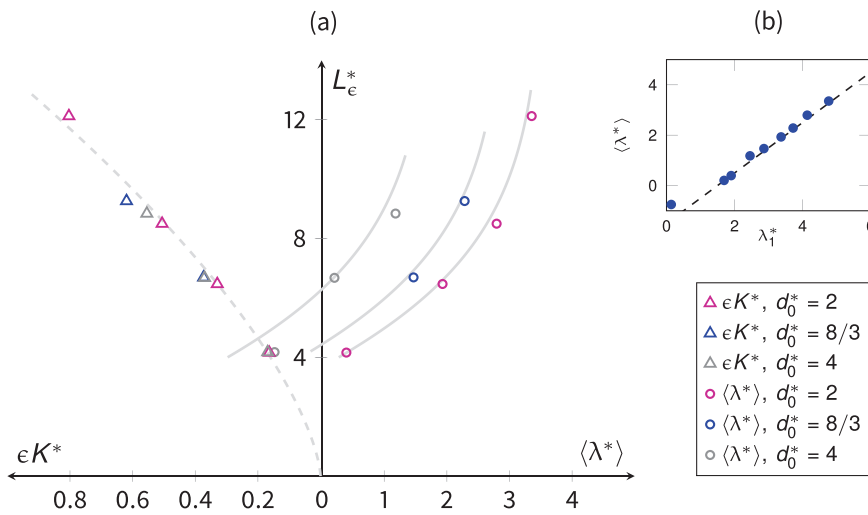 (a)
L*ϵ
12
8
4
ϵK*
⟨λ*⟩
0.8 0.6 0.4 0.2 0 1 2 3 4
(b)
4
2
0
⟨λ*⟩
0 2 4 6
λ*1
ϵK*, d*0 = 2
ϵK*, d*0 = 8/3
ϵK*, d*0 = 4
⟨λ*⟩, d*0 = 2
⟨λ*⟩, d*0 = 8/3
⟨λ*⟩, d*0 = 4